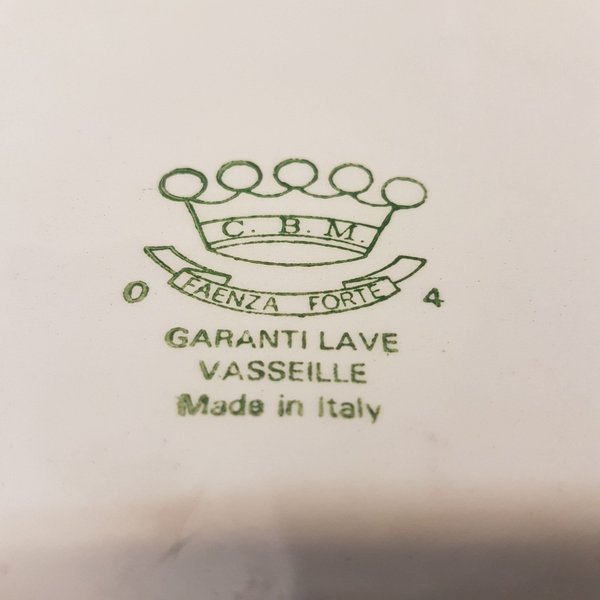 C. B. M.
FAENZA FORTE
0 4
GARANTI LAVE
VASSEILLE
Made in Italy